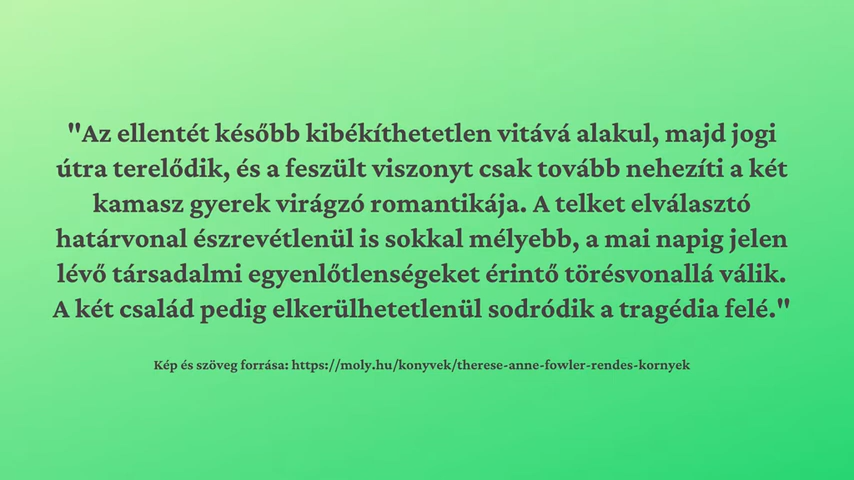 "Az ellentét később kibékíthetetlen vitává alakul, majd jogi
útra terelődik, és a feszült viszonyt csak tovább nehezíti a két
kamasz gyerek virágzó romantikája. A telket elválasztó
határvonal észrevétlenül is sokkal mélyebb, a mai napig jelen
lévő társadalmi egyenlőtlenségeket érintő törésvonallá válik.
A két család pedig elkerülhetetlenül sodródik a tragédia felé."
Kép és szöveg forrása: https://moly.hu/konyvek/therese-anne-fowler-rendes-kornyek